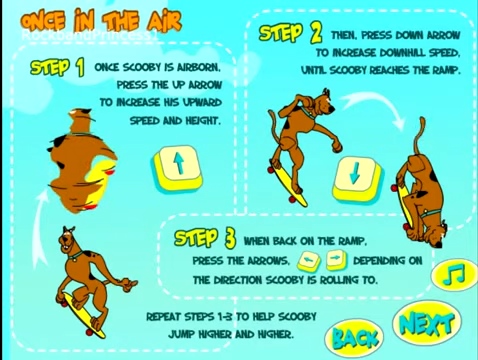 ONCE IN THE AIR
RockbandPrincess1
STEP 1 ONCE SCOOBY IS AIRBORN,
PRESS THE UP ARROW
TO INCREASE HIS UPWARD
SPEED AND HEIGHT.
STEP 2 THEN, PRESS DOWN ARROW
TO INCREASE DOWNHILL SPEED,
UNTIL SCOOBY REACHES THE RAMP.
STEP 3 WHEN BACK ON THE RAMP,
PRESS THE ARROWS, DEPENDING ON
THE DIRECTION SCOOBY IS ROLLING TO.
REPEAT STEPS 1-3 TO HELP SCOOBY
JUMP HIGHER AND HIGHER.
BACK
NEXT